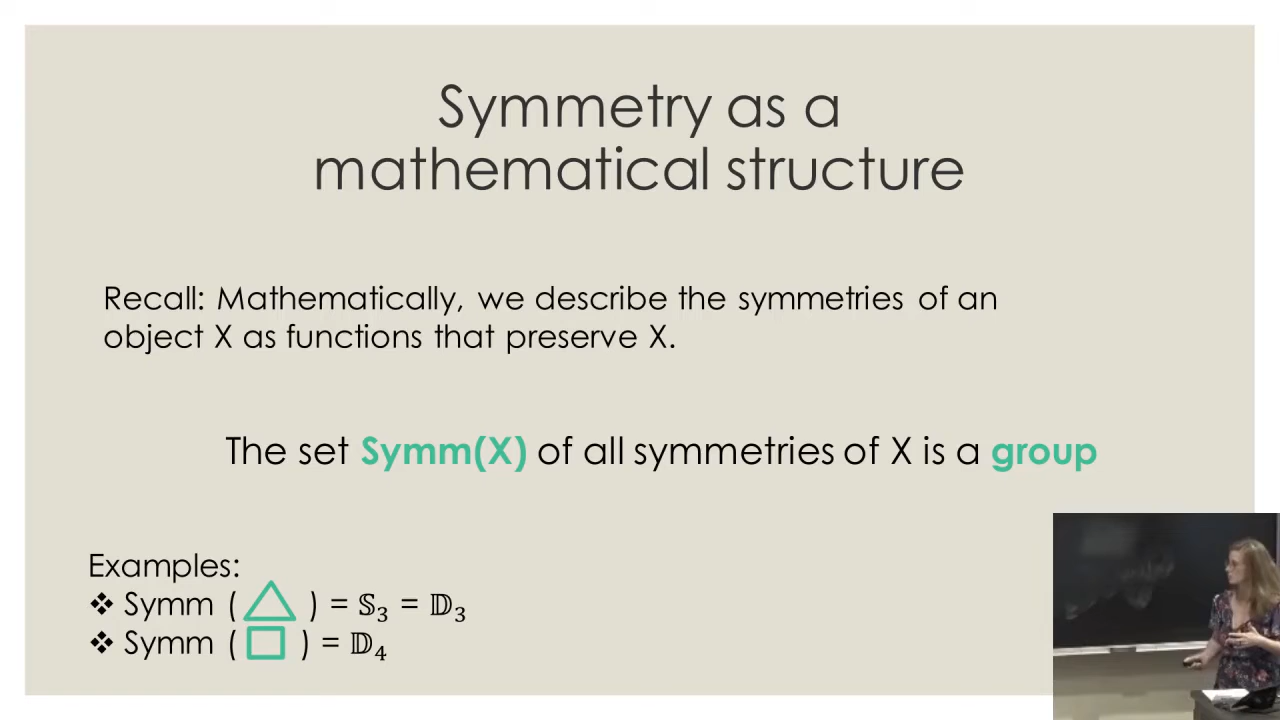 Symmetry as a
mathematical structure
Recall: Mathematically, we describe the symmetries of an
object X as functions that preserve X.
The set Symm(X) of all symmetries of X is a group
Examples:
❖ Symm ( △ ) = 𝕊₃ = 𝔻₃
❖ Symm ( □ ) = 𝔻₄